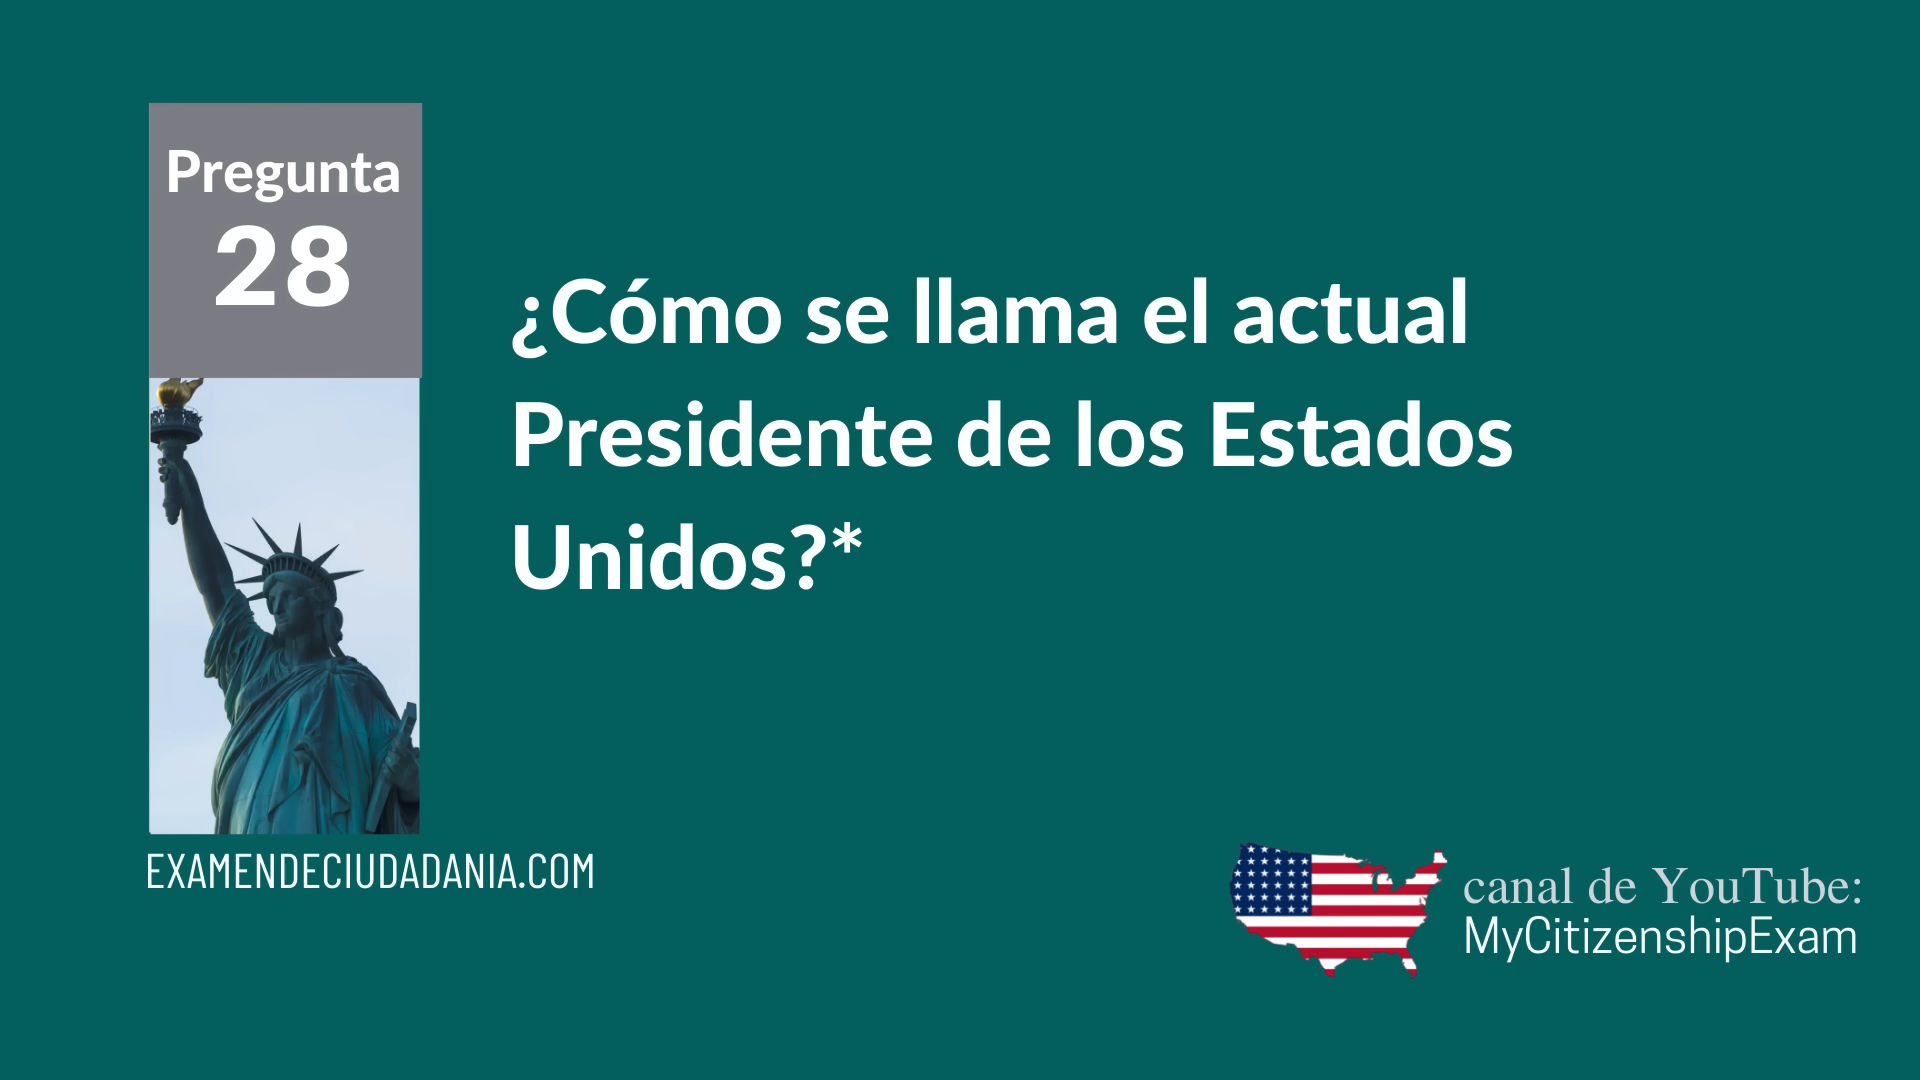 Pregunta
28
¿Cómo se llama el actual
Presidente de los Estados
Unidos?*
EXAMENDECIUDADANIA.COM
canal de YouTube:
MyCitizenshipExam